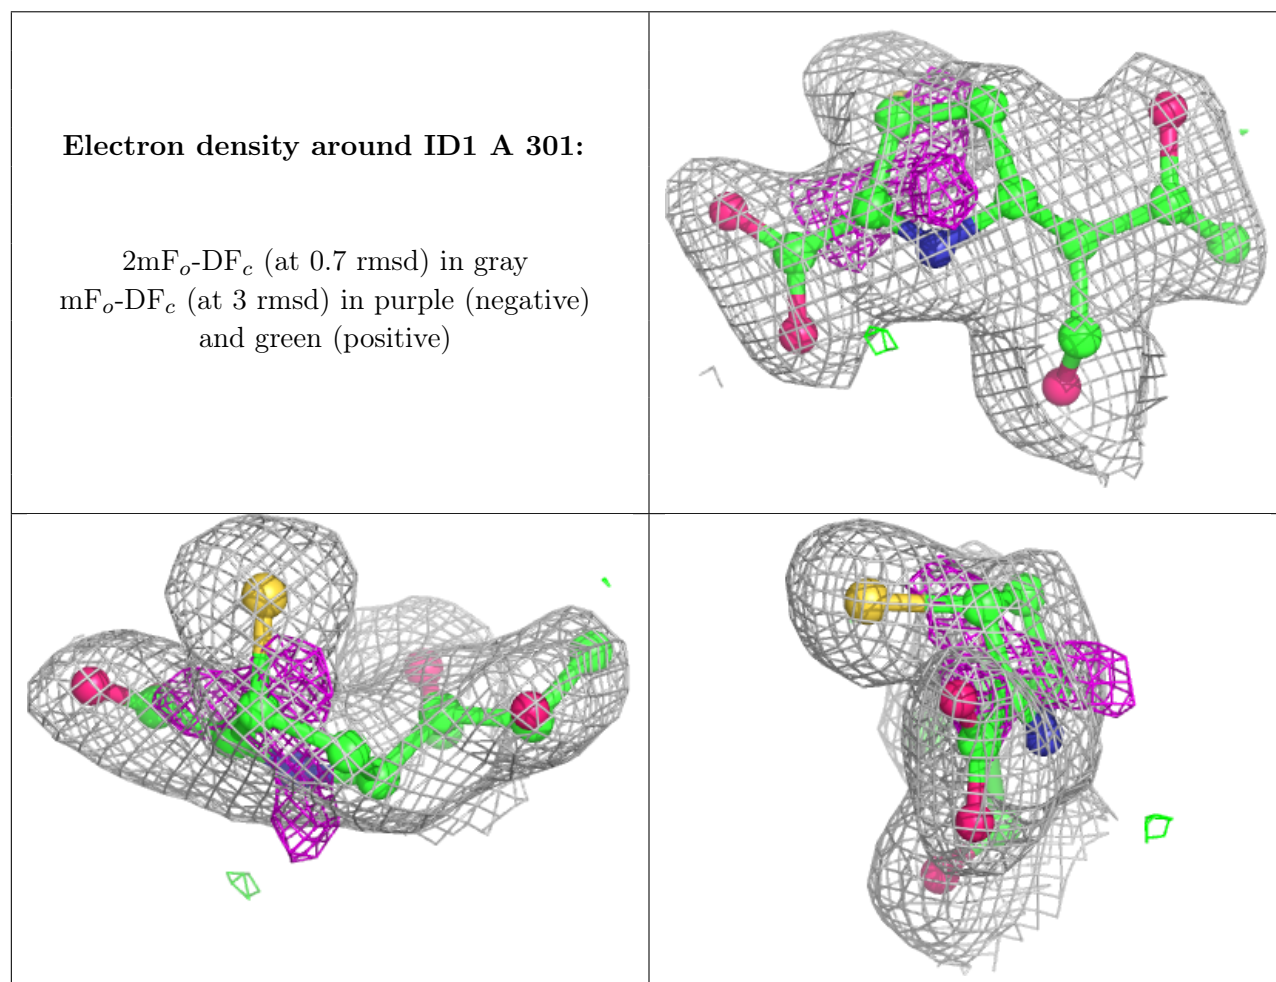 Electron density around ID1 A 301:
2mFₒ-DF𝑐 (at 0.7 rmsd) in gray
mFₒ-DF𝑐 (at 3 rmsd) in purple (negative)
and green (positive)